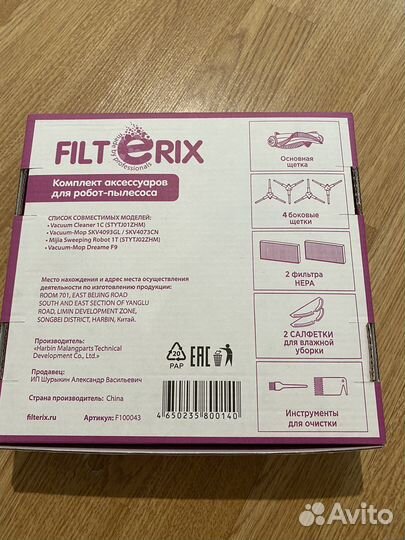 FILTERIX
made by professionals
Комплект аксессуаров
для робот-пылесоса
СПИСОК СОВМЕСТИМЫХ МОДЕЛЕЙ:
• Vacuum Cleaner 1C (STYTJ01ZHM)
• Vacuum-Mop SKV4093GL / SKV4073CN
• Mijia Sweeping Robot 1T (STYTJ02ZHM)
• Vacuum-Mop Dreame F9
Место нахождения и адрес места осуществления
деятельности по изготовлению продукции:
ROOM 701, EAST BEIJING ROAD
SOUTH AND EAST SECTION OF YANGLU
ROAD, LIMIN DEVELOPMENT ZONE,
SONGBEI DISTRICT, HARBIN, Китай.
Производитель:
«Harbin Malangparts Technical
Development Co., Ltd.»
Продавец:
ИП Шурыкин Александр Васильевич
Страна производитель: China
filterix.ru
Артикул: F100043
20
PAP
EAC
4 650235 800140
Основная
щетка
4 боковые
щетки
2 фильтра
HEPA
2 САЛФЕТКИ
для влажной
уборки
Инструменты
для очистки
Avito